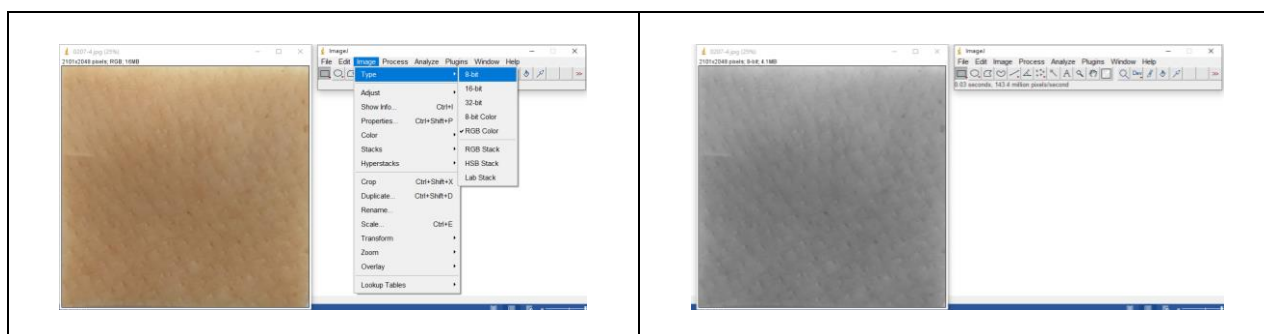 0207-4.jpg (25%)
2101x2048 pixels; RGB; 16MB
ImageJ
File Edit Image Process Analyze Plugins Window Help
Type
Adjust
Show Info... Ctrl+I
Properties... Ctrl+Shift+P
Color
Stacks
Hyperstacks
Crop Ctrl+Shift+X
Duplicate... Ctrl+Shift+D
Rename...
Scale... Ctrl+E
Transform
Zoom
Overlay
Lookup Tables
8-bit
16-bit
32-bit
8-bit Color
RGB Color
RGB Stack
HSB Stack
Lab Stack
0207-4.jpg (25%)
2101x2048 pixels; 8-bit; 4.1MB
ImageJ
File Edit Image Process Analyze Plugins Window Help
A Dev
0.03 seconds, 143.4 million pixels/second